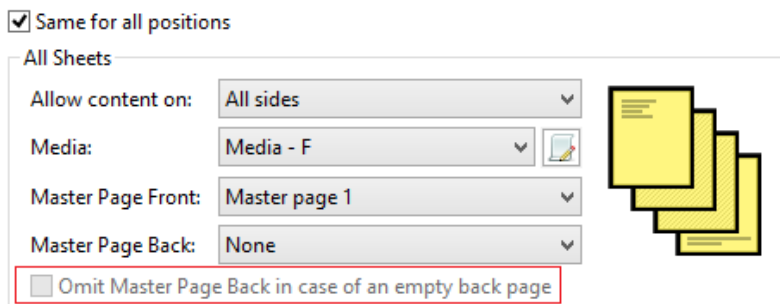 Same for all positions
All Sheets
Allow content on: All sides
Media: Media - F
Master Page Front: Master page 1
Master Page Back: None
Omit Master Page Back in case of an empty back page